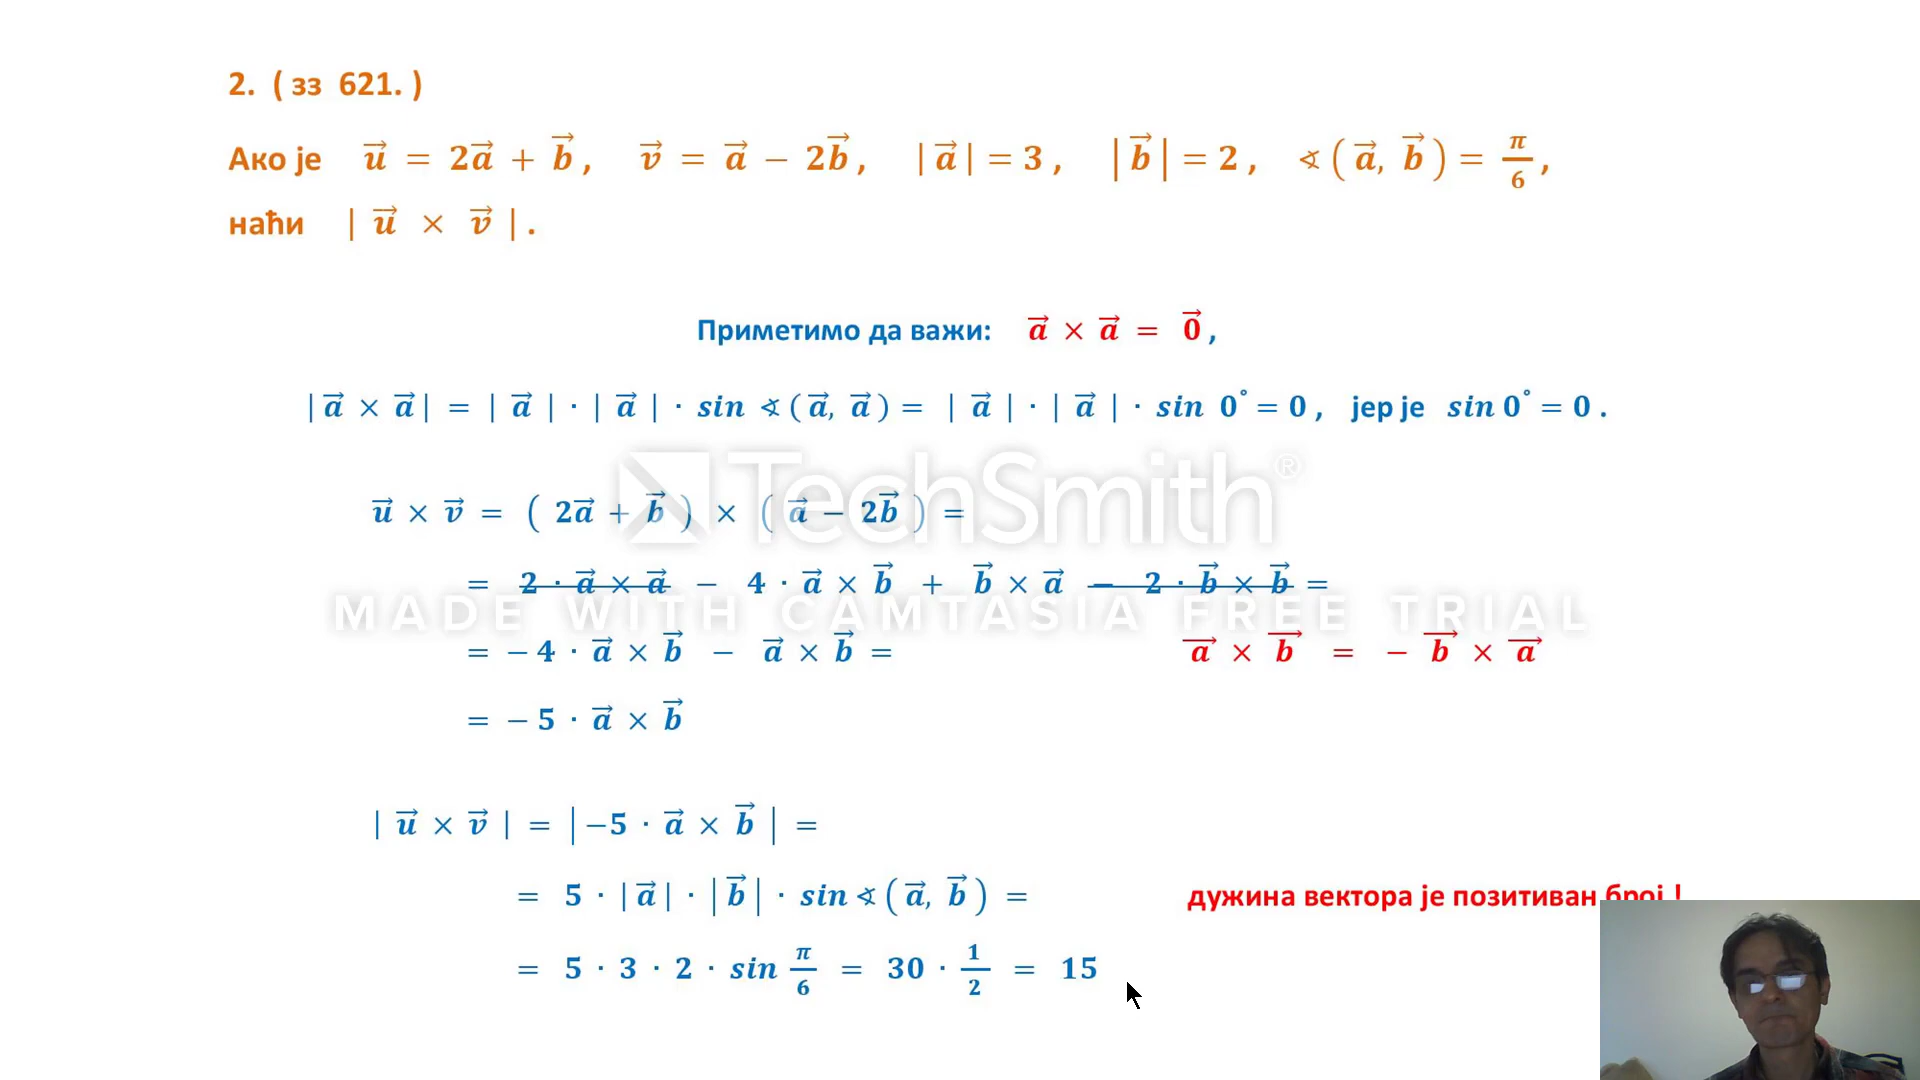 2. ( зз 621. )
Ако је u⃗ = 2a⃗ + b⃗ , v⃗ = a⃗ − 2b⃗ , | a⃗ | = 3 , | b⃗ | = 2 , ∢ ( a⃗, b⃗ ) = π/6 ,
наћи | u⃗ × v⃗ | .
Приметимо да важи: a⃗ × a⃗ = 0⃗ ,
| a⃗ × a⃗ | = | a⃗ | · | a⃗ | · sin ∢ ( a⃗, a⃗ ) = | a⃗ | · | a⃗ | · sin 0° = 0 , јер је sin 0° = 0 .
TechSmith®
u⃗ × v⃗ = ( 2a⃗ + b⃗ ) × ( a⃗ − 2b⃗ ) =
= 2 · a⃗ × a⃗ − 4 · a⃗ × b⃗ + b⃗ × a⃗ − 2 · b⃗ × b⃗ =
MADE WITH CAMTASIA FREE TRIAL
= − 4 · a⃗ × b⃗ − a⃗ × b⃗ = a⃗ × b⃗ = − b⃗ × a⃗
= − 5 · a⃗ × b⃗
| u⃗ × v⃗ | = | −5 · a⃗ × b⃗ | =
= 5 · | a⃗ | · | b⃗ | · sin ∢ ( a⃗, b⃗ ) = дужина вектора је позитиван број !
= 5 · 3 · 2 · sin π/6 = 30 · 1/2 = 15